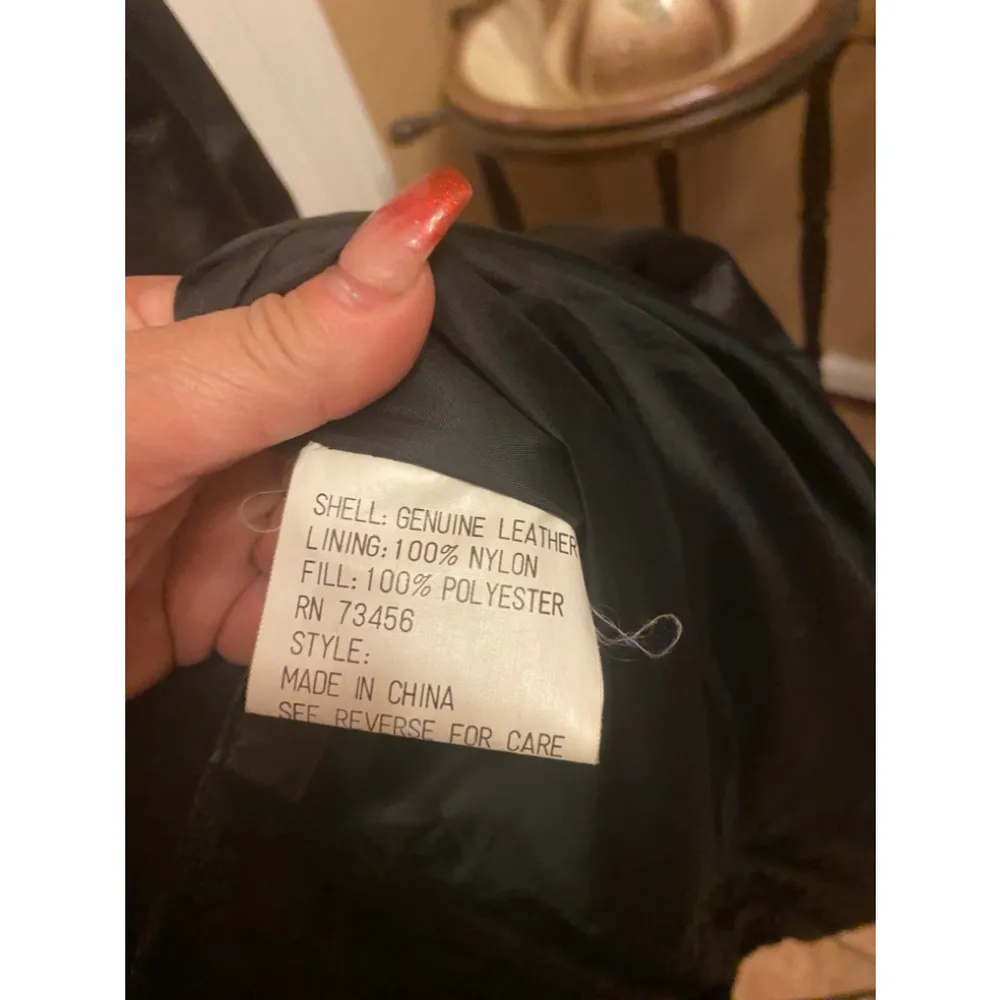 SHELL: GENUINE LEATHER
LINING: 100% NYLON
FILL: 100% POLYESTER
RN 73456
STYLE:
MADE IN CHINA
SEE REVERSE FOR CARE